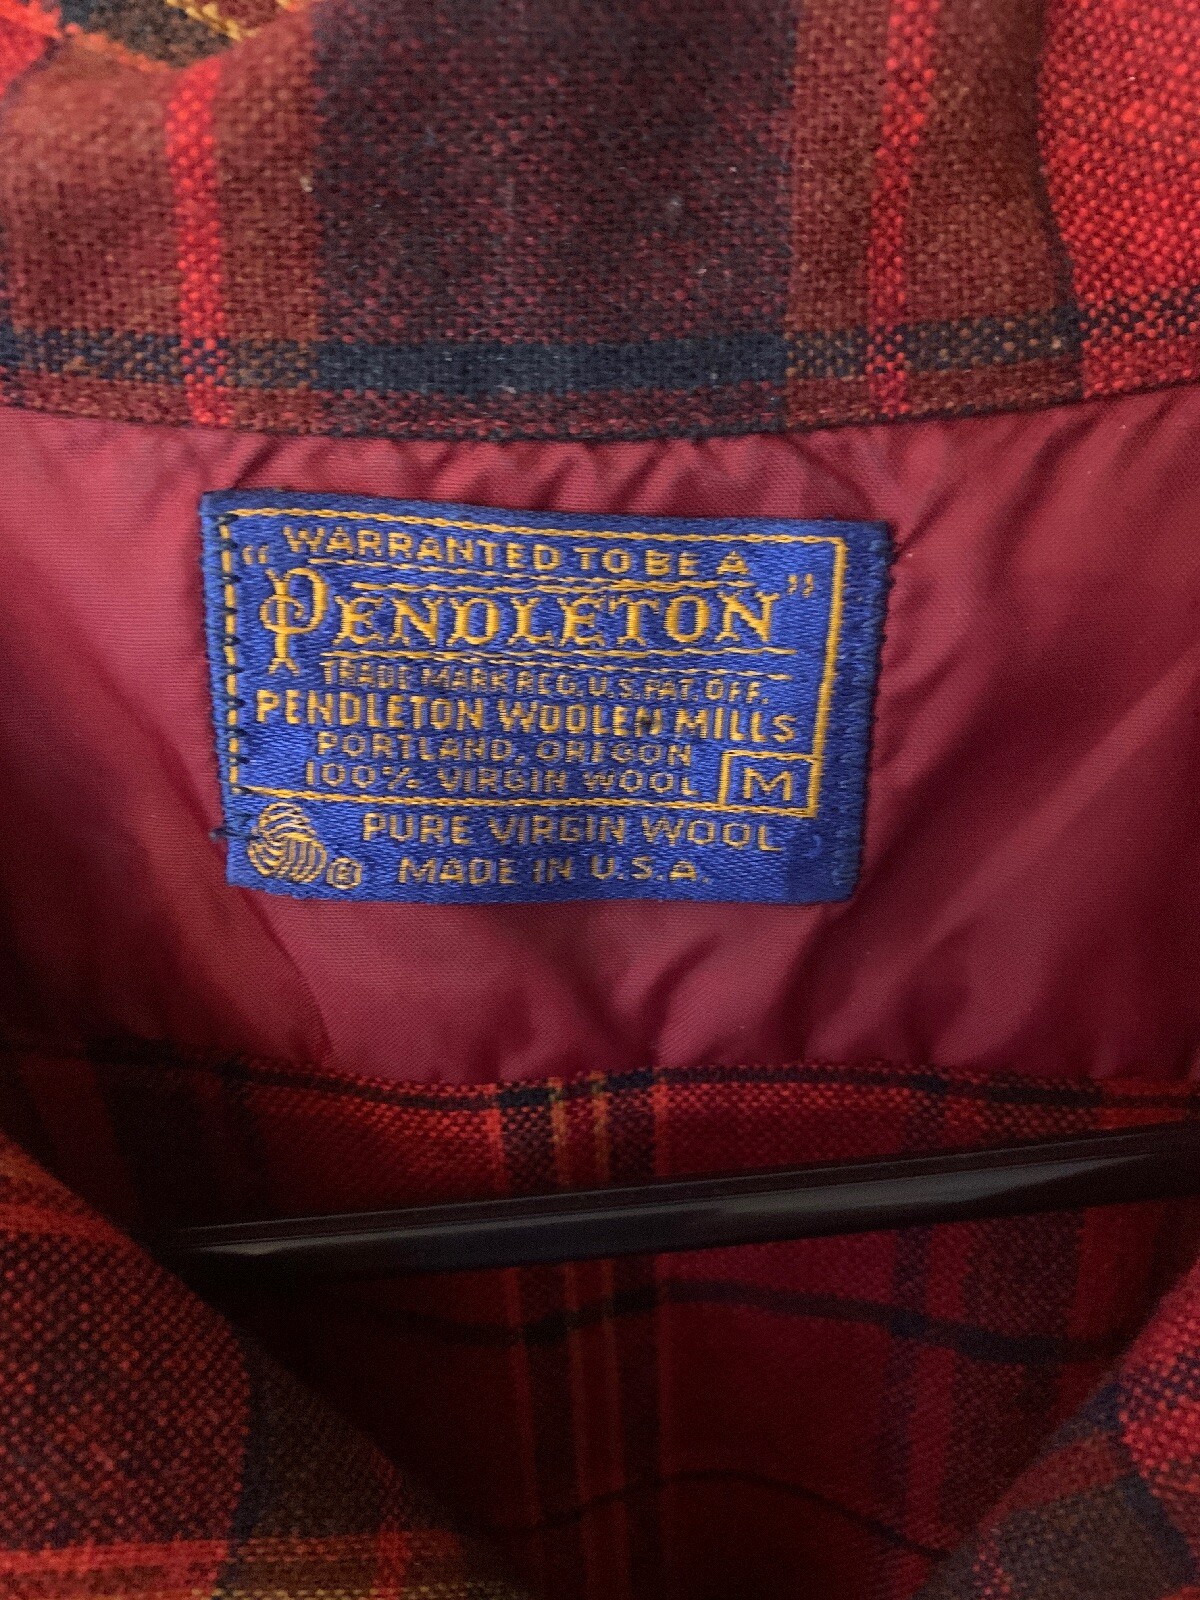 WARRANTED TO BE A
"PENDLETON"
TRADE MARK REG. U.S. PAT. OFF.
PENDLETON WOOLEN MILLS
PORTLAND, OREGON
100% VIRGIN WOOL M
PURE VIRGIN WOOL
® MADE IN U.S.A.